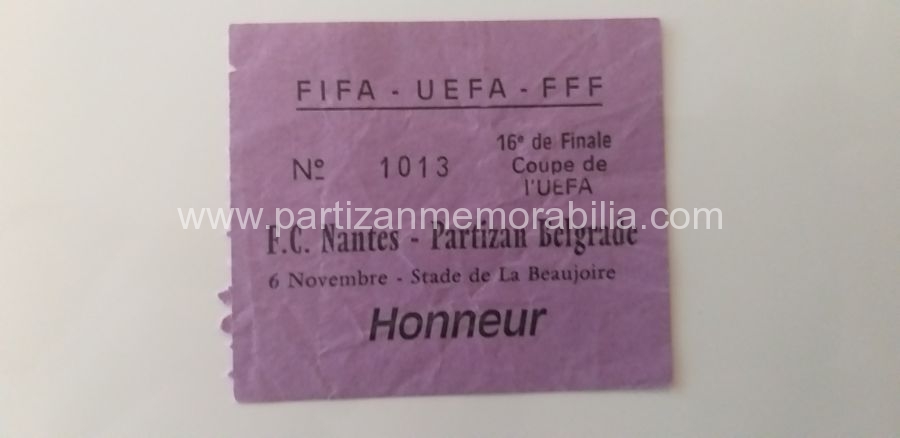 FIFA - UEFA - FFF
16e de Finale
Nº 1013 Coupe de
l'UEFA
www.partizanmemorabilia.com
F.C. Nantes - Partizan Belgrade
6 Novembre - Stade de La Beaujoire
Honneur